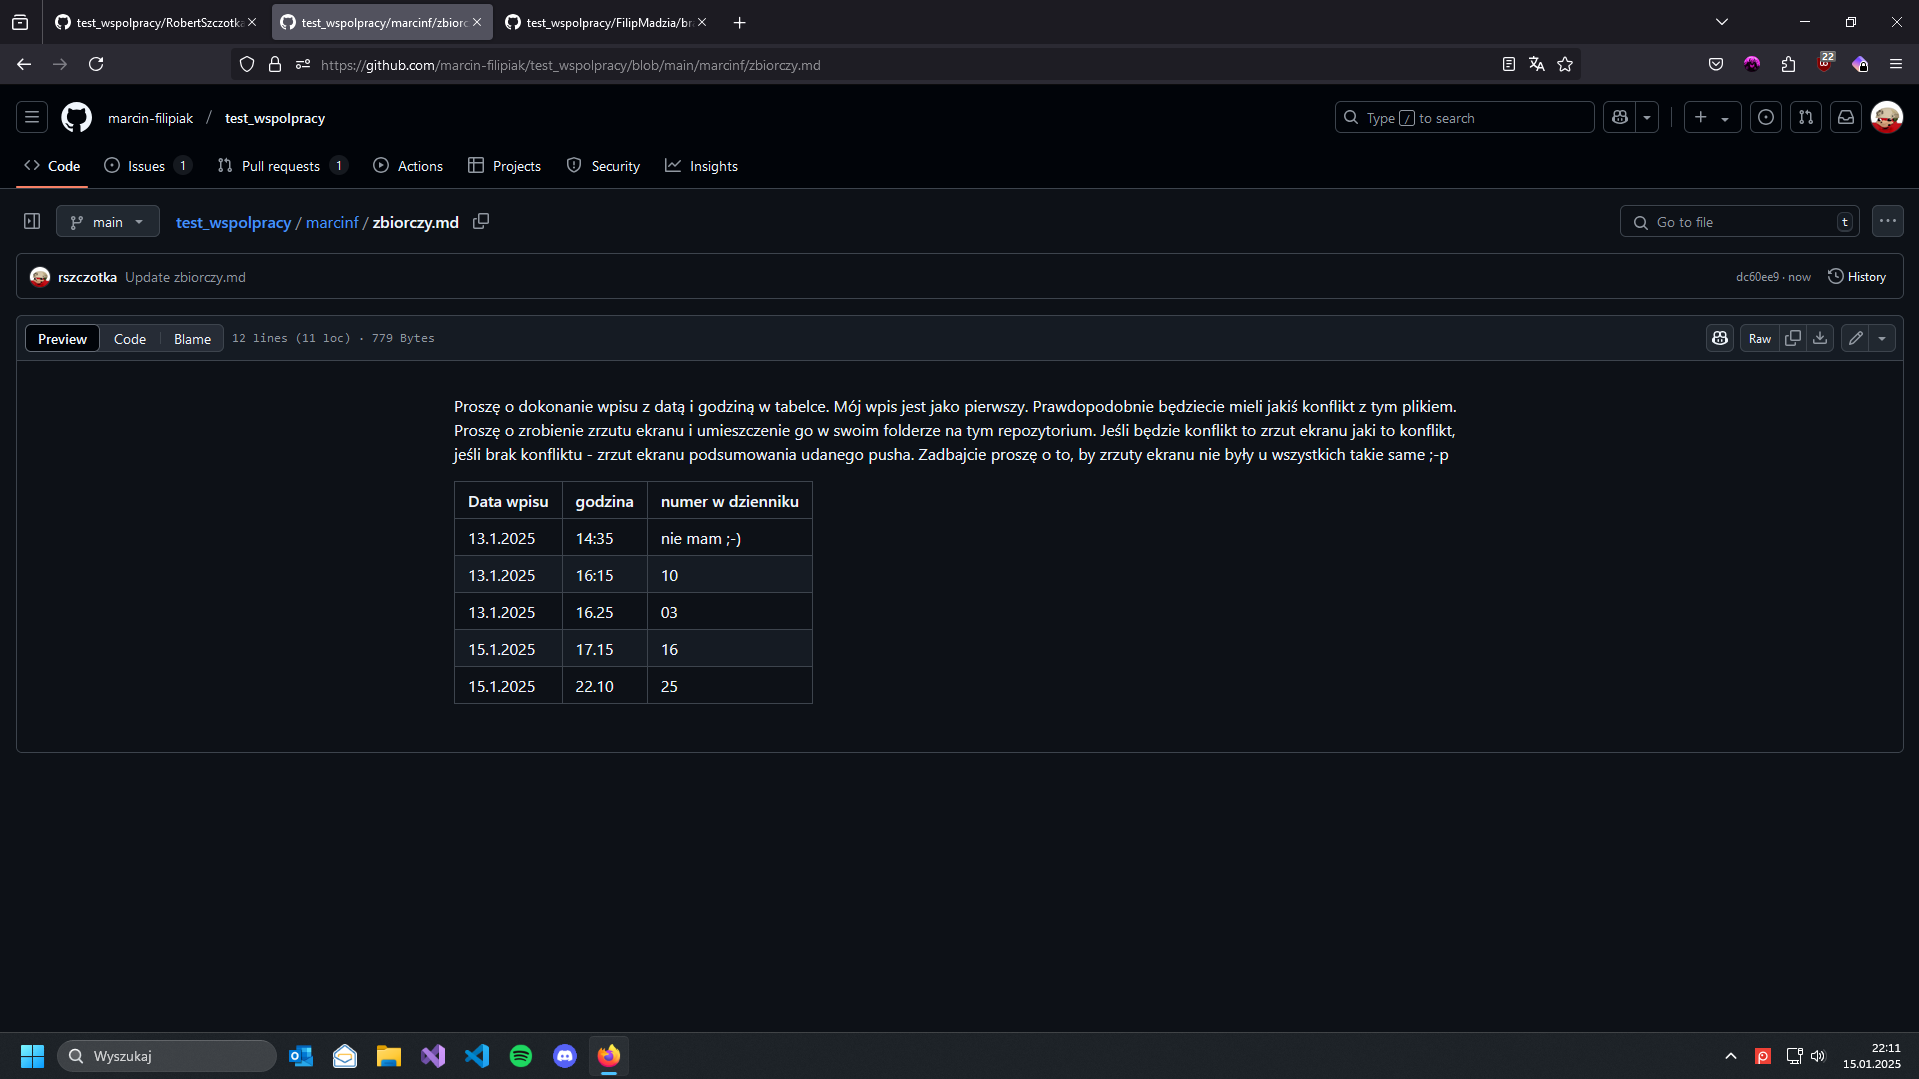 test_wspolpracy/RobertSzczotka
test_wspolpracy/marcinf/zbiorc
test_wspolpracy/FilipMadzia/br
https://github.com/marcin-filipiak/test_wspolpracy/blob/main/marcinf/zbiorczy.md
22
marcin-filipiak / test_wspolpracy
Type / to search
Code
Issues 1
Pull requests 1
Actions
Projects
Security
Insights
main
test_wspolpracy / marcinf / zbiorczy.md
Go to file t
rszczotka Update zbiorczy.md
dc60ee9 · now
History
Preview Code Blame 12 lines (11 loc) · 779 Bytes
Raw
Proszę o dokonanie wpisu z datą i godziną w tabelce. Mój wpis jest jako pierwszy. Prawdopodobnie będziecie mieli jakiś konflikt z tym plikiem.
Proszę o zrobienie zrzutu ekranu i umieszczenie go w swoim folderze na tym repozytorium. Jeśli będzie konflikt to zrzut ekranu jaki to konflikt,
jeśli brak konfliktu - zrzut ekranu podsumowania udanego pusha. Zadbajcie proszę o to, by zrzuty ekranu nie były u wszystkich takie same ;-p
Data wpisu godzina numer w dzienniku
13.1.2025 14:35 nie mam ;-)
13.1.2025 16:15 10
13.1.2025 16.25 03
15.1.2025 17.15 16
15.1.2025 22.10 25
Wyszukaj
22:11
15.01.2025